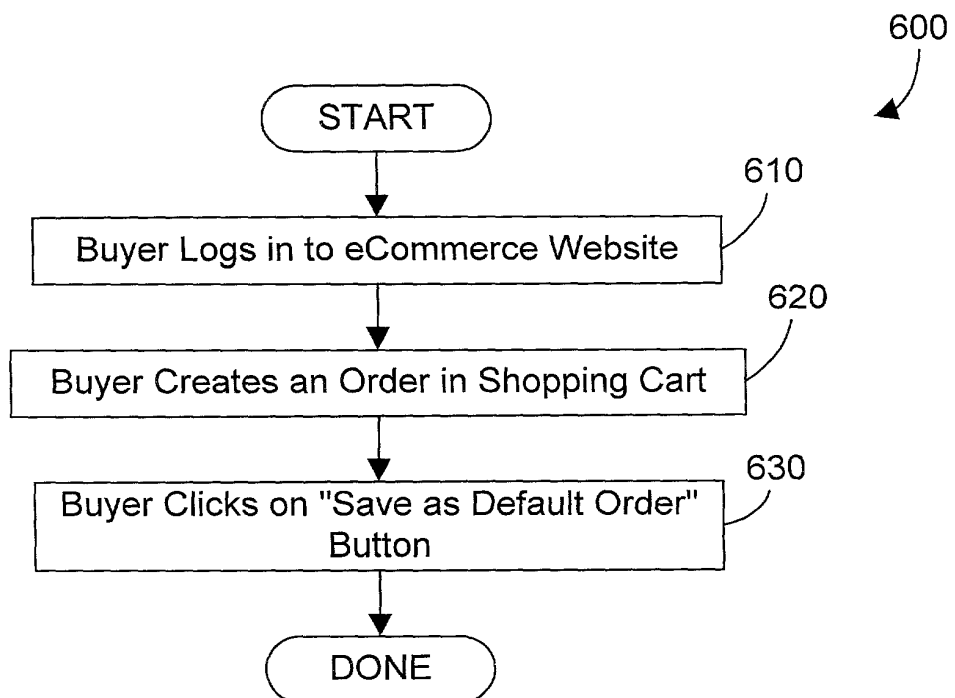 600
START
610
Buyer Logs in to eCommerce Website
620
Buyer Creates an Order in Shopping Cart
630
Buyer Clicks on "Save as Default Order"
Button
DONE